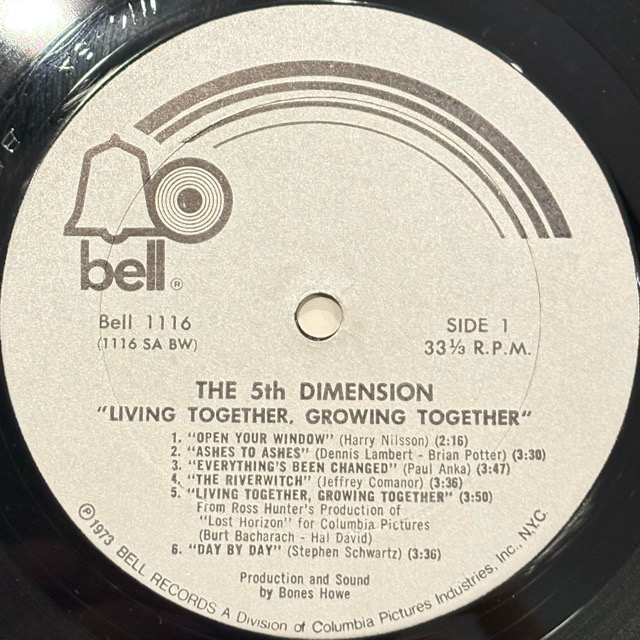 bell®
Bell 1116
(1116 SA BW)
SIDE 1
33⅓ R.P.M.
THE 5th DIMENSION
"LIVING TOGETHER, GROWING TOGETHER"
1. "OPEN YOUR WINDOW" (Harry Nilsson) (2:16)
2. "ASHES TO ASHES" (Dennis Lambert - Brian Potter) (3:30)
3. "EVERYTHING'S BEEN CHANGED" (Paul Anka) (3:47)
4. "THE RIVERWITCH" (Jeffrey Comanor) (3:36)
5. "LIVING TOGETHER, GROWING TOGETHER" (3:50)
From Ross Hunter's Production of
"Lost Horizon" for Columbia Pictures
(Burt Bacharach - Hal David)
6. "DAY BY DAY" (Stephen Schwartz) (3:36)
Production and Sound
by Bones Howe
℗1973 BELL RECORDS A Division of Columbia Pictures Industries, Inc., N.Y.C.